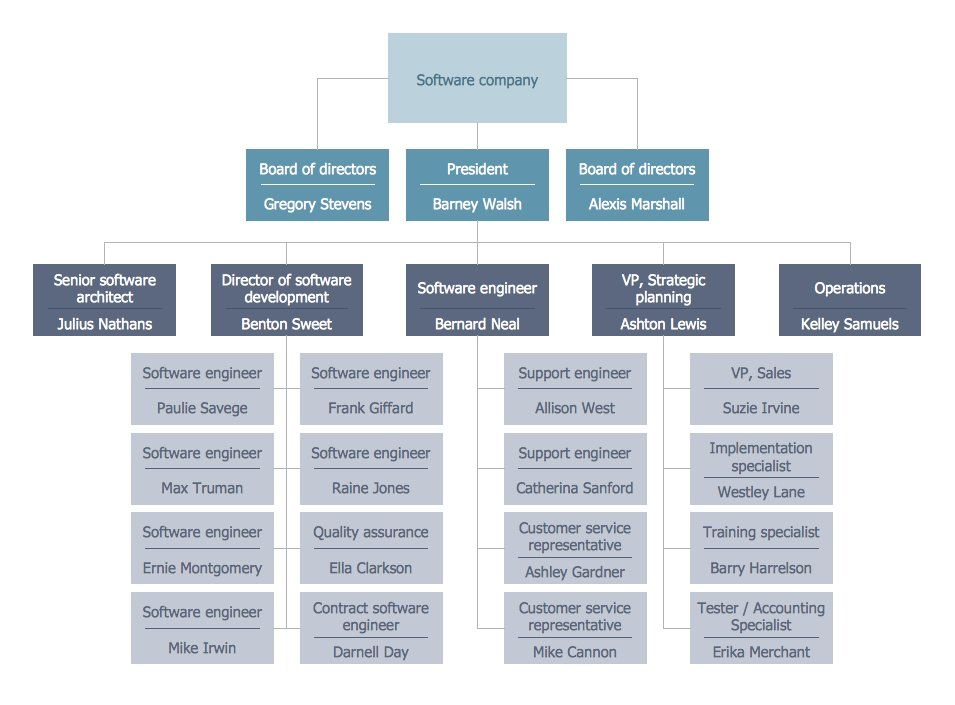 Software company
Board of directors
Gregory Stevens
President
Barney Walsh
Board of directors
Alexis Marshall
Senior software
architect
Julius Nathans
Director of software
development
Benton Sweet
Software engineer
Bernard Neal
VP, Strategic
planning
Ashton Lewis
Operations
Kelley Samuels
Software engineer
Paulie Savege
Software engineer
Frank Giffard
Software engineer
Max Truman
Software engineer
Raine Jones
Software engineer
Ernie Montgomery
Quality assurance
Ella Clarkson
Software engineer
Mike Irwin
Contract software
engineer
Darnell Day
Support engineer
Allison West
Support engineer
Catherina Sanford
Customer service
representative
Ashley Gardner
Customer service
representative
Mike Cannon
VP, Sales
Suzie Irvine
Implementation
specialist
Westley Lane
Training specialist
Barry Harrelson
Tester / Accounting
Specialist
Erika Merchant